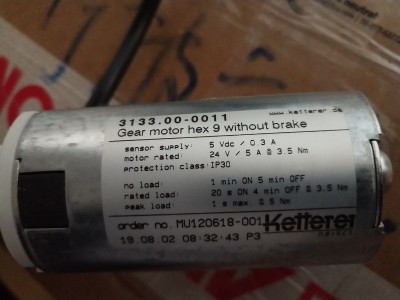 neutral
3133.00-0011
www.ketterer.de
Gear motor hex 9 without brake
sensor supply: 5 Vdc / 0.3 A
motor rated: 24 V / 5 A @ 3.5 Nm
protection class: IP30
no load: 1 min ON 5 min OFF
rated load: 20 s ON 4 min OFF @ 3.5 Nm
peak load: 1 s max. @ 5 Nm
order no. MU120618-001 Ketterer
19.08.02 08:32:43 P3